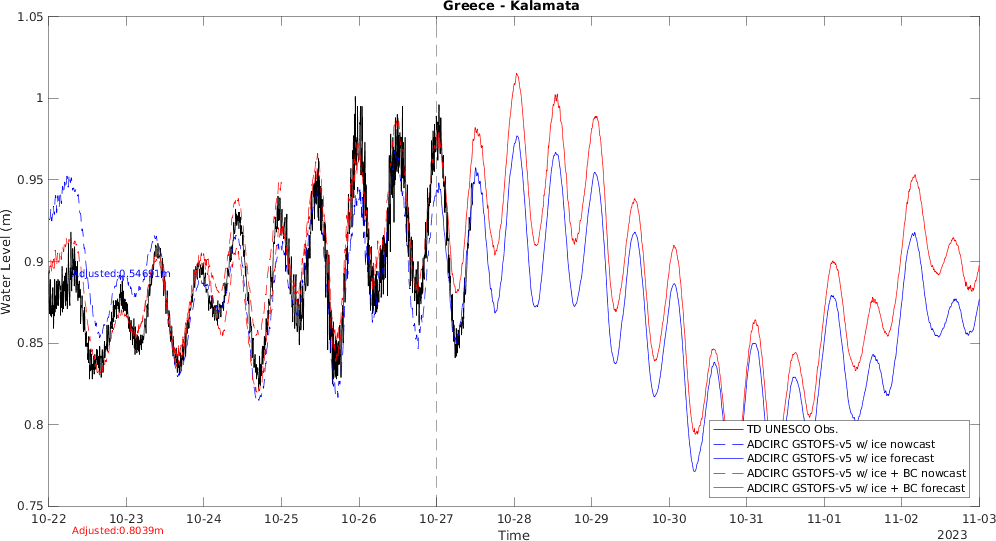 Greece - Kalamata
1.05
1
0.95
0.9
0.85
0.8
0.75
Water Level (m)
Adjusted:0.54691m
TD UNESCO Obs.
ADCIRC GSTOFS-v5 w/ ice nowcast
ADCIRC GSTOFS-v5 w/ ice forecast
ADCIRC GSTOFS-v5 w/ ice + BC nowcast
ADCIRC GSTOFS-v5 w/ ice + BC forecast
10-22 10-23 10-24 10-25 10-26 10-27 10-28 10-29 10-30 10-31 11-01 11-02 11-03
Adjusted:0.8039m
Time
2023